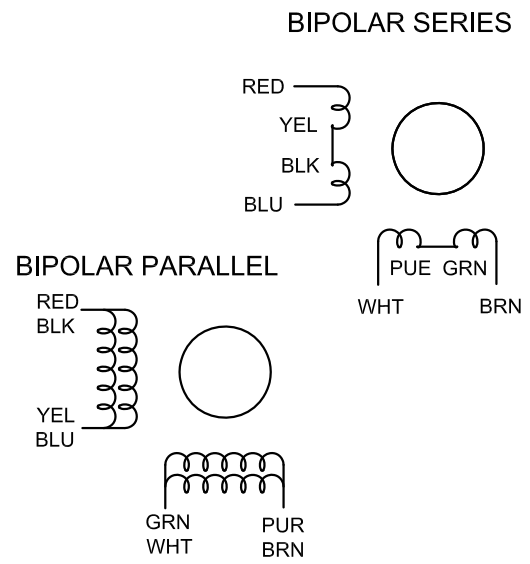 BIPOLAR SERIES
RED
YEL
BLK
BLU
PUE GRN
WHT BRN
BIPOLAR PARALLEL
RED
BLK
YEL
BLU
GRN PUR
WHT BRN